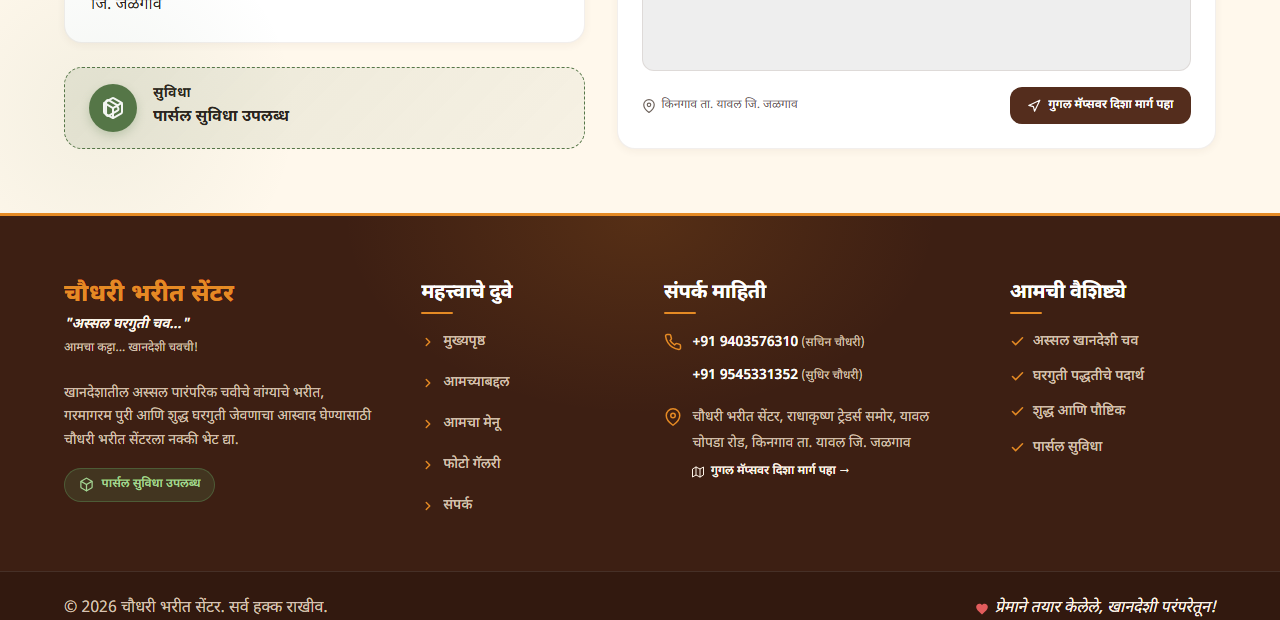 जि. जळगाव
सुविधा
पार्सल सुविधा उपलब्ध
किनगाव ता. यावल जि. जळगाव
गुगल मॅप्सवर दिशा मार्ग पहा
चौधरी भरीत सेंटर
"अस्सल घरगुती चव..."
आमचा कट्टा... खानदेशी चवची!
खानदेशातील अस्सल पारंपरिक चवीचे वांग्याचे भरीत,
गरमागरम पुरी आणि शुद्ध घरगुती जेवणाचा आस्वाद घेण्यासाठी
चौधरी भरीत सेंटरला नक्की भेट द्या.
पार्सल सुविधा उपलब्ध
महत्त्वाचे दुवे
मुख्यपृष्ठ
आमच्याबद्दल
आमचा मेनू
फोटो गॅलरी
संपर्क
संपर्क माहिती
+91 9403576310 (सचिन चौधरी)
+91 9545331352 (सुधिर चौधरी)
चौधरी भरीत सेंटर, राधाकृष्ण ट्रेडर्स समोर, यावल
चोपडा रोड, किनगाव ता. यावल जि. जळगाव
गुगल मॅप्सवर दिशा मार्ग पहा →
आमची वैशिष्ट्ये
अस्सल खानदेशी चव
घरगुती पद्धतीचे पदार्थ
शुद्ध आणि पौष्टिक
पार्सल सुविधा
© 2026 चौधरी भरीत सेंटर. सर्व हक्क राखीव.
प्रेमाने तयार केलेले, खानदेशी परंपरेतून!